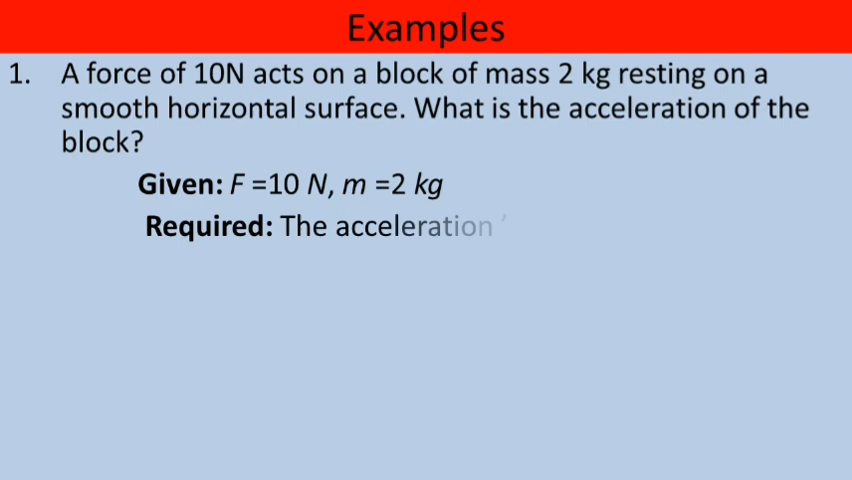 Examples
1. A force of 10N acts on a block of mass 2 kg resting on a
smooth horizontal surface. What is the acceleration of the
block?
Given: F =10 N, m =2 kg
Required: The acceleration ‘